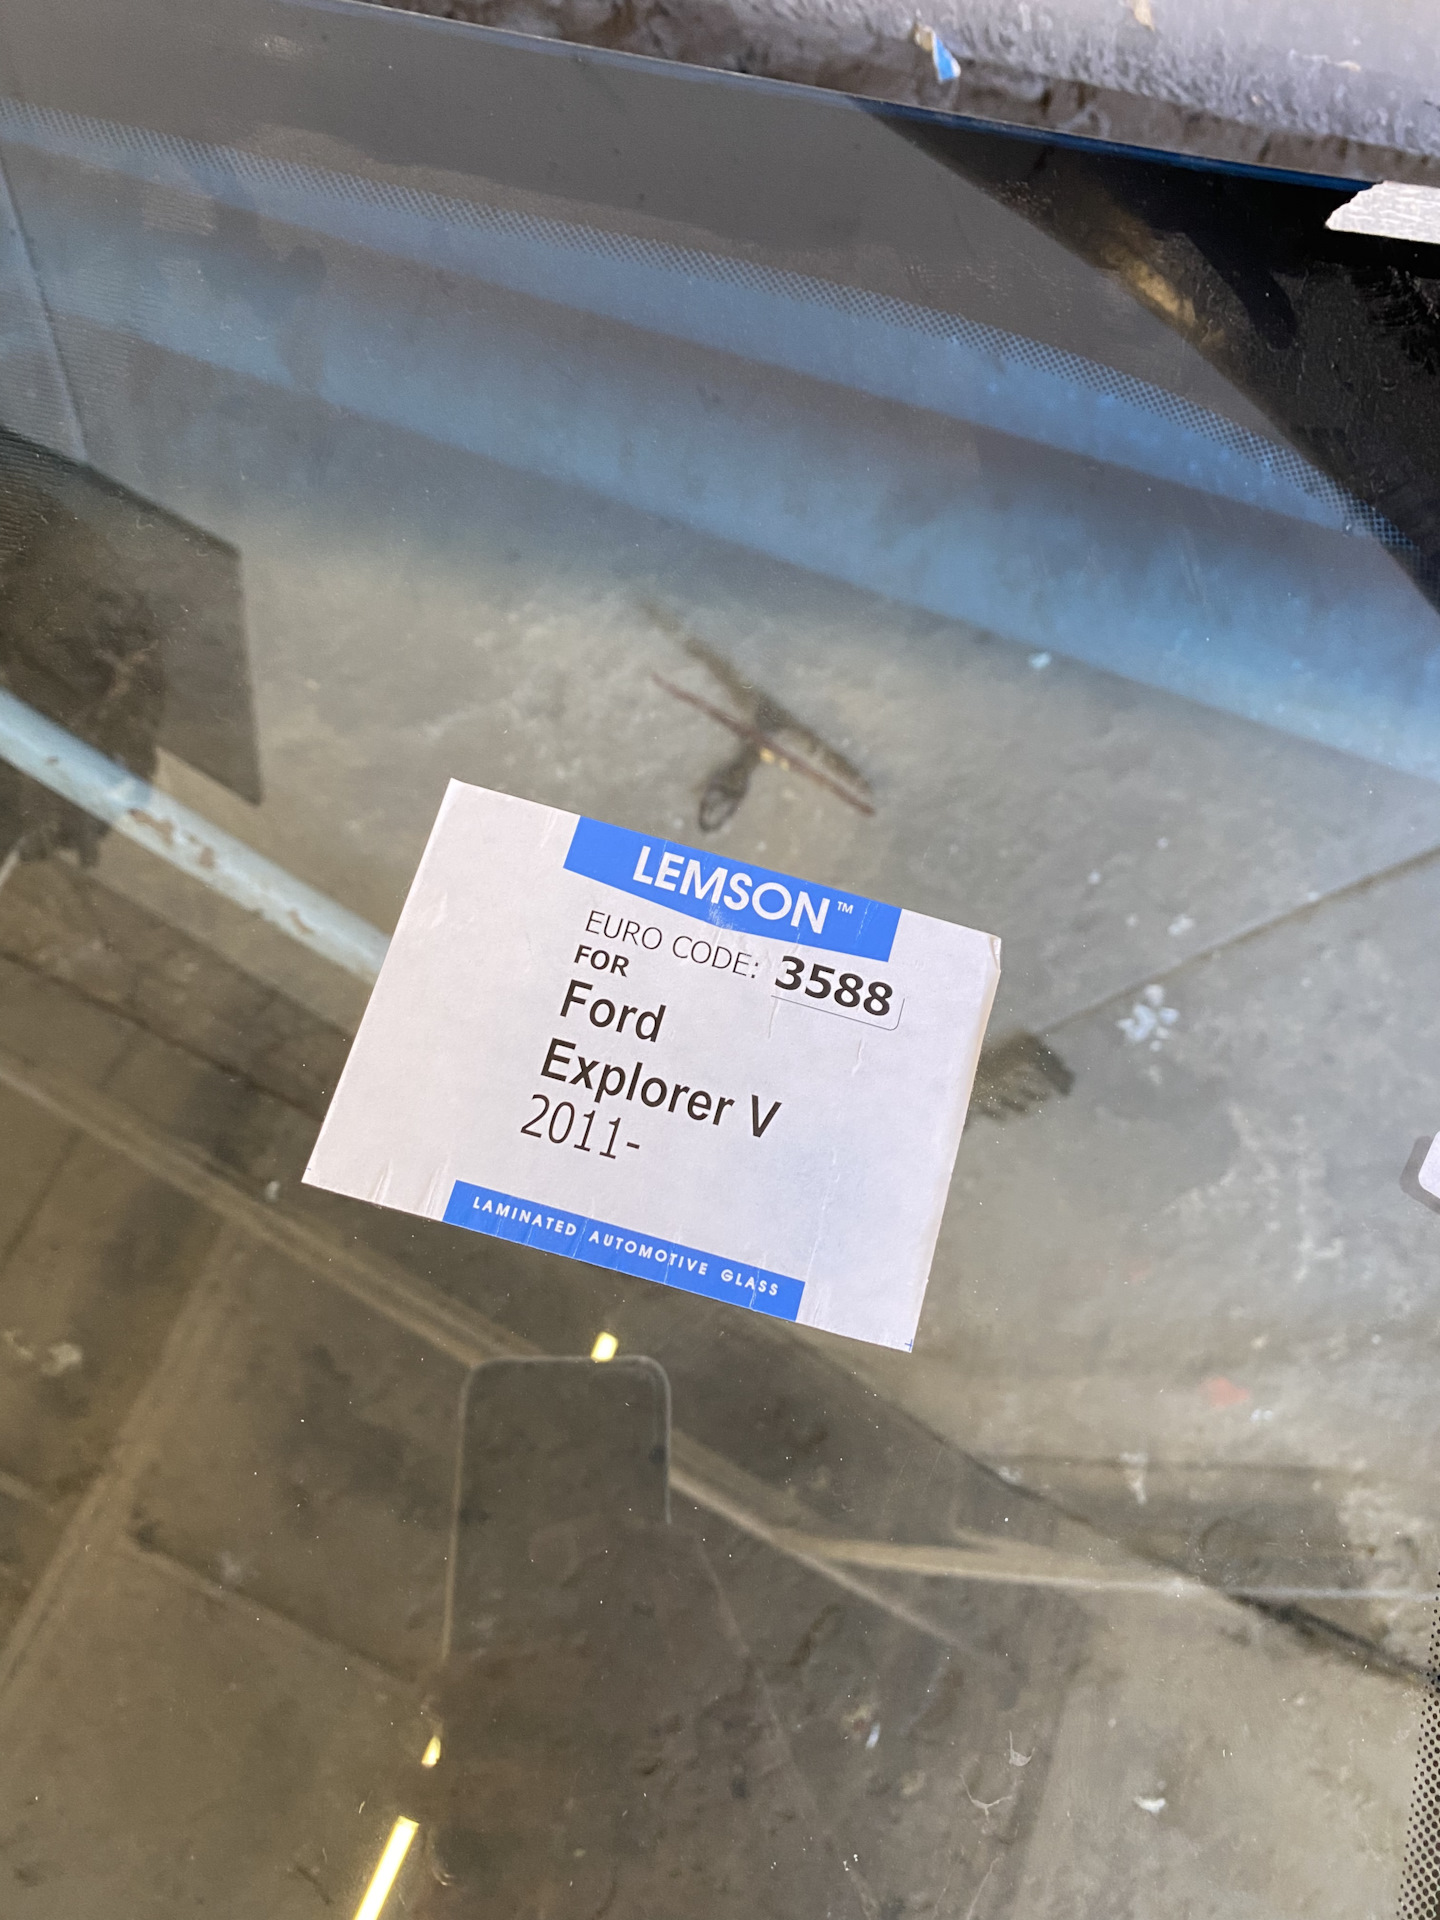 LEMSON™
EURO CODE: 3588
FOR
Ford
Explorer V
2011-
LAMINATED AUTOMOTIVE GLASS